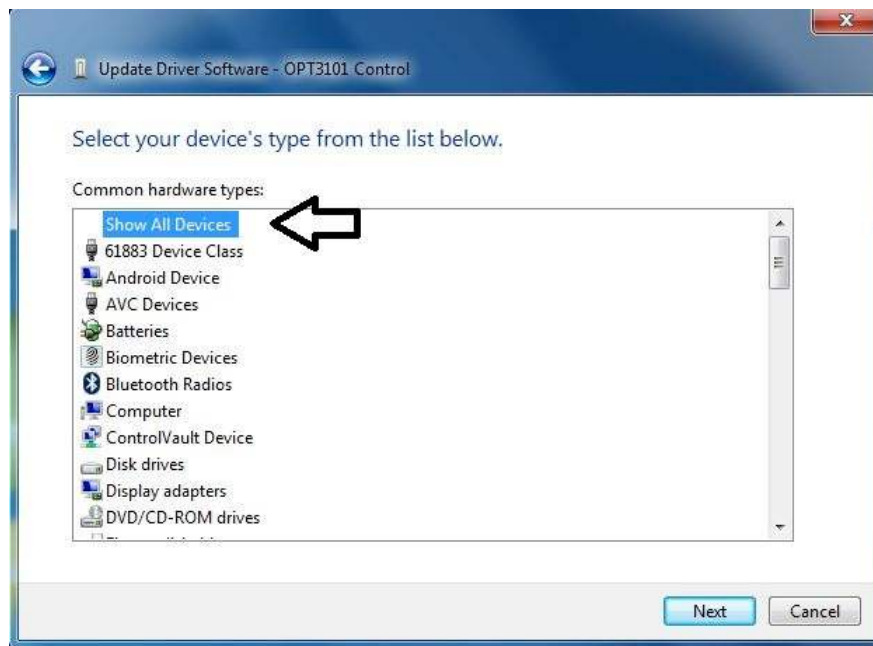 Update Driver Software - OPT3101 Control
Select your device's type from the list below.
Common hardware types:
Show All Devices
61883 Device Class
Android Device
AVC Devices
Batteries
Biometric Devices
Bluetooth Radios
Computer
ControlVault Device
Disk drives
Display adapters
DVD/CD-ROM drives
Next
Cancel